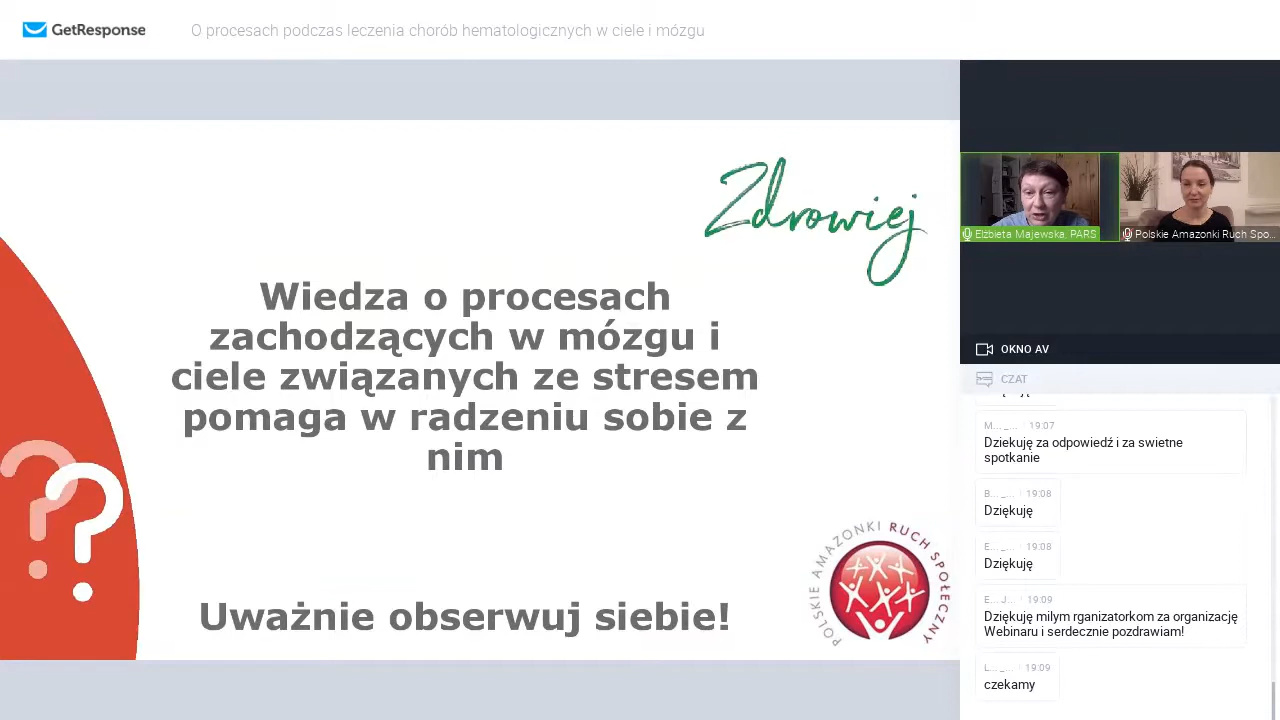 GetResponse
O procesach podczas leczenia chorób hematologicznych w ciele i mózgu
Zdrowiej
Wiedza o procesach
zachodzących w mózgu i
ciele związanych ze stresem
pomaga w radzeniu sobie z
nim
Uważnie obserwuj siebie!
POLSKIE AMAZONKI RUCH SPOŁECZNY
Elżbieta Majewska, PARS
Polskie Amazonki Ruch Spo...
OKNO AV
CZAT
M... _... 19:07
Dziekuję za odpowiedź i za swietne
spotkanie
B... _... 19:08
Dziękuję
E... _... 19:08
Dziękuję
E... J... 19:09
Dziękuję milym rganizatorkom za organizację
Webinaru i serdecznie pozdrawiam!
L... _... 19:09
czekamy